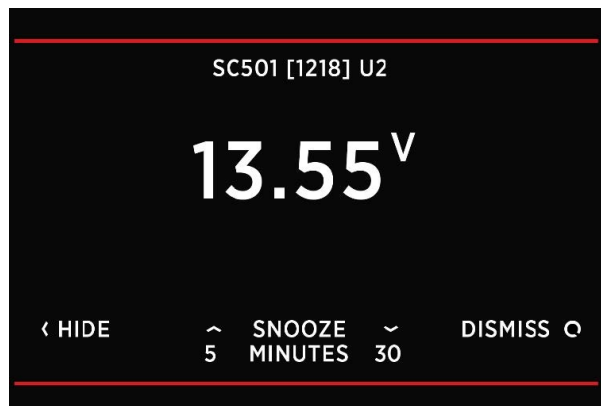 SC501 [1218] U2
13.55V
< HIDE ^ SNOOZE ⌄ DISMISS
5 MINUTES 30